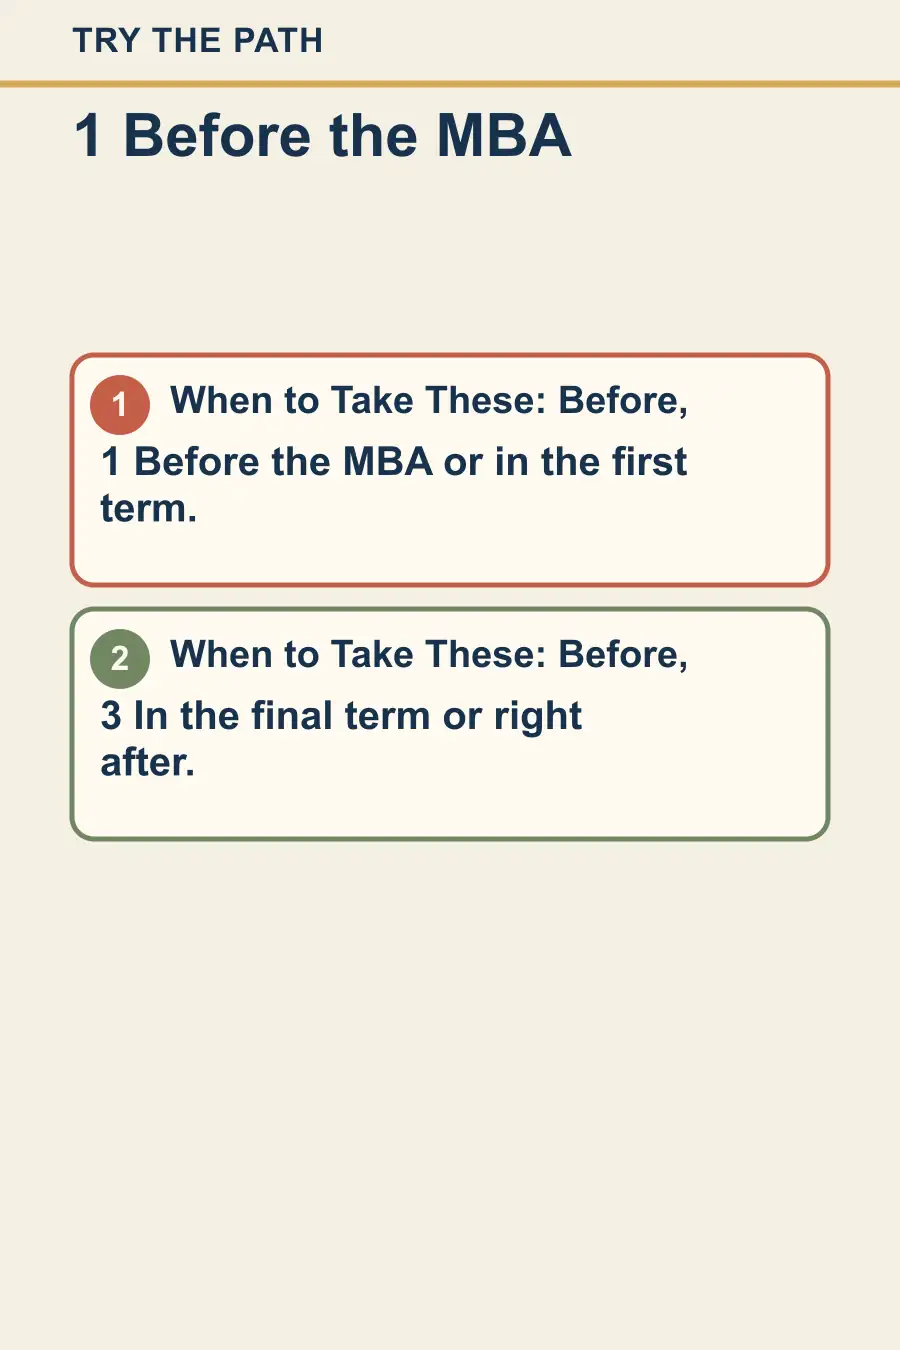 TRY THE PATH
1 Before the MBA
1 When to Take These: Before,
1 Before the MBA or in the first
term.
2 When to Take These: Before,
3 In the final term or right
after.